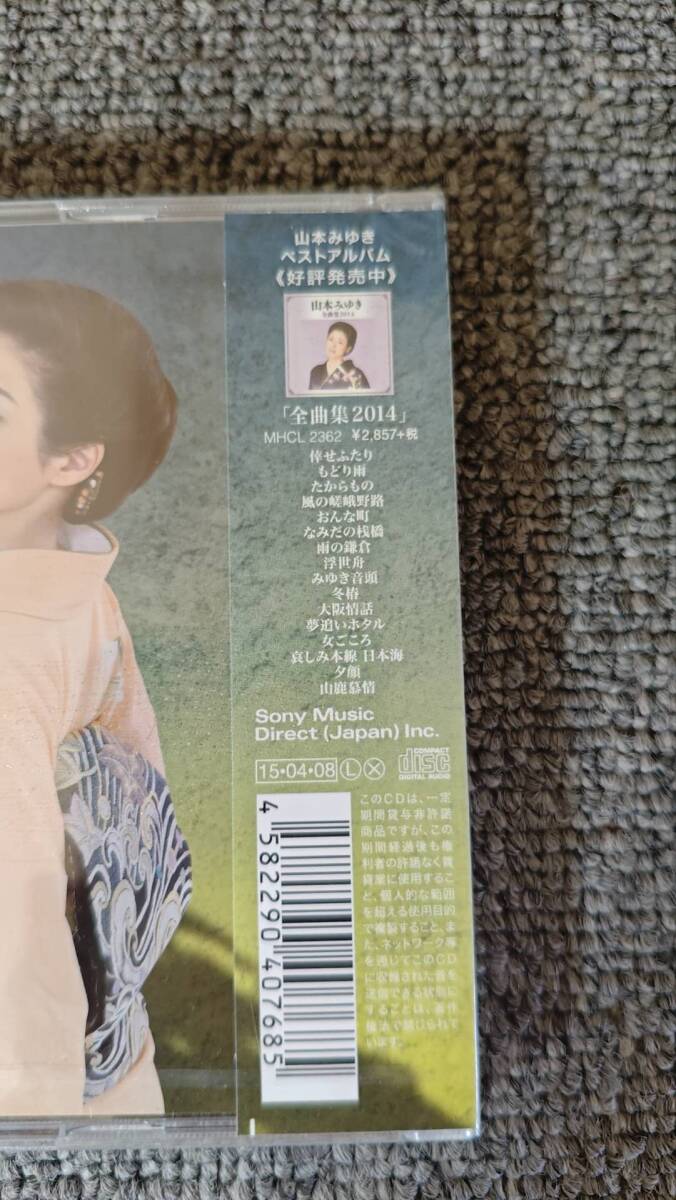 山本みゆき
ベストアルバム
《好評発売中》
山本みゆき
全曲集2014
「全曲集2014」
MHCL 2362 ¥2,857+税
倖せふたり
もどり雨
たからもの
風の嵯峨野路
おんな町
なみだの桟橋
雨の鎌倉
浮世舟
みゆき音頭
冬椿
大阪情話
夢追いホタル
女ごころ
哀しみ本線 日本海
夕顔
山鹿慕情
Sony Music
Direct (Japan) Inc.
15・04・08 L X
COMPACT
disc
DIGITAL AUDIO
4 582290 407685
このCDは、一定
期間貸与非許諾
商品ですが、この
期間経過後も権
利者の許諾なく賃
貸業に使用するこ
と、個人的な範囲
を超える使用目的
で複製すること、ま
た、ネットワーク等
を通じてこのCD
に収録された音を
送信できる状態に
することは、著作
権法で禁じられて
います。